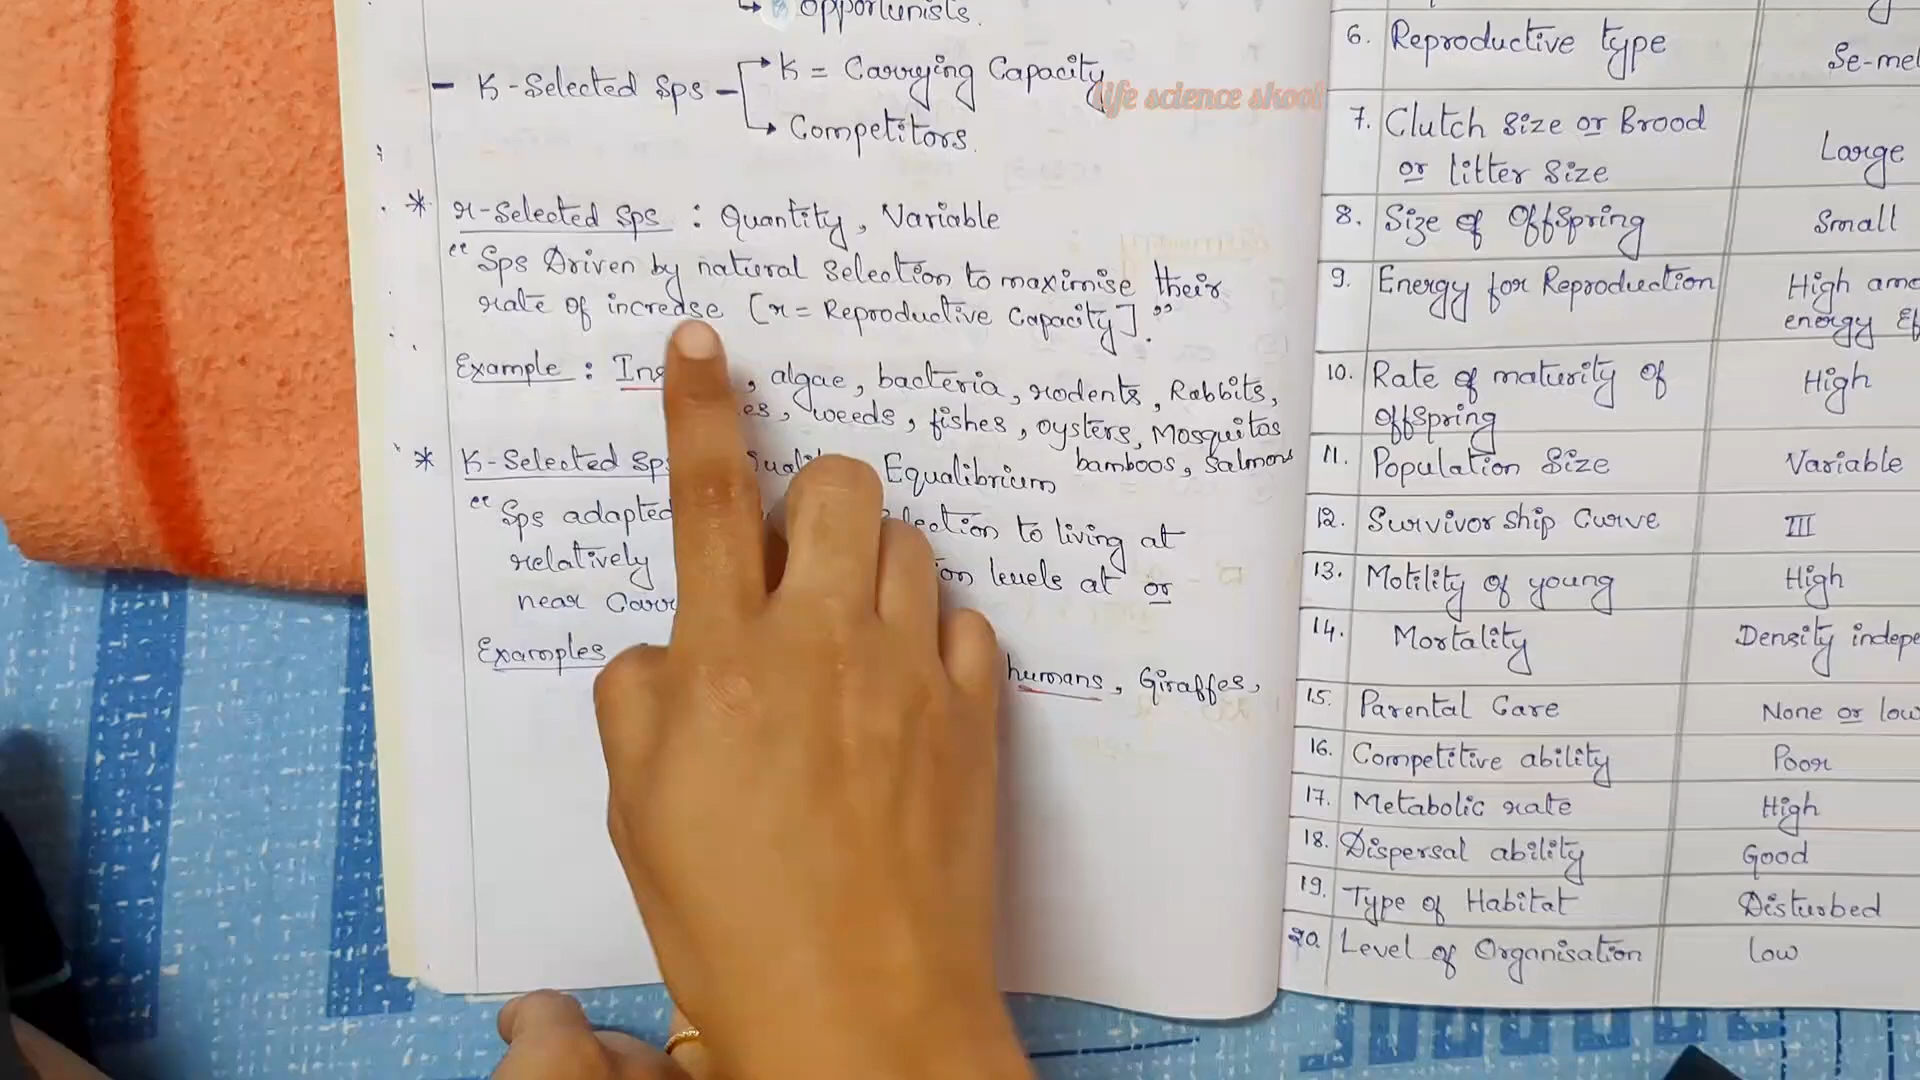 Opportunists.
- K-Selected Sps - K = Carrying Capacity
Competitors.
life science skool
* r-Selected Sps : Quantity, Variable
"Sps Driven by natural selection to maximise their
rate of increase [r = Reproductive Capacity]."
Example : , algae, bacteria, rodents, Rabbits,
, weeds, fishes, oysters, Mosquitos
bamboos, Salmons
* K-Selected Sps Equalibrium
"Sps adapted to living at
relatively levels at or
near
Examples humans, Giraffes,
6. Reproductive type
7. Clutch Size or Brood Large
or litter Size
8. Size of Offspring Small
9. Energy for Reproduction High
energy
10. Rate of maturity of High
Offspring
11. Population Size Variable
12. Survivor ship Curve III
13. Motility of young High
14. Mortality Density
15. Parental Care None or low
16. Competitive ability Poor
17. Metabolic rate High
18. Dispersal ability Good
19. Type of Habitat Disturbed
20. Level of Organisation low